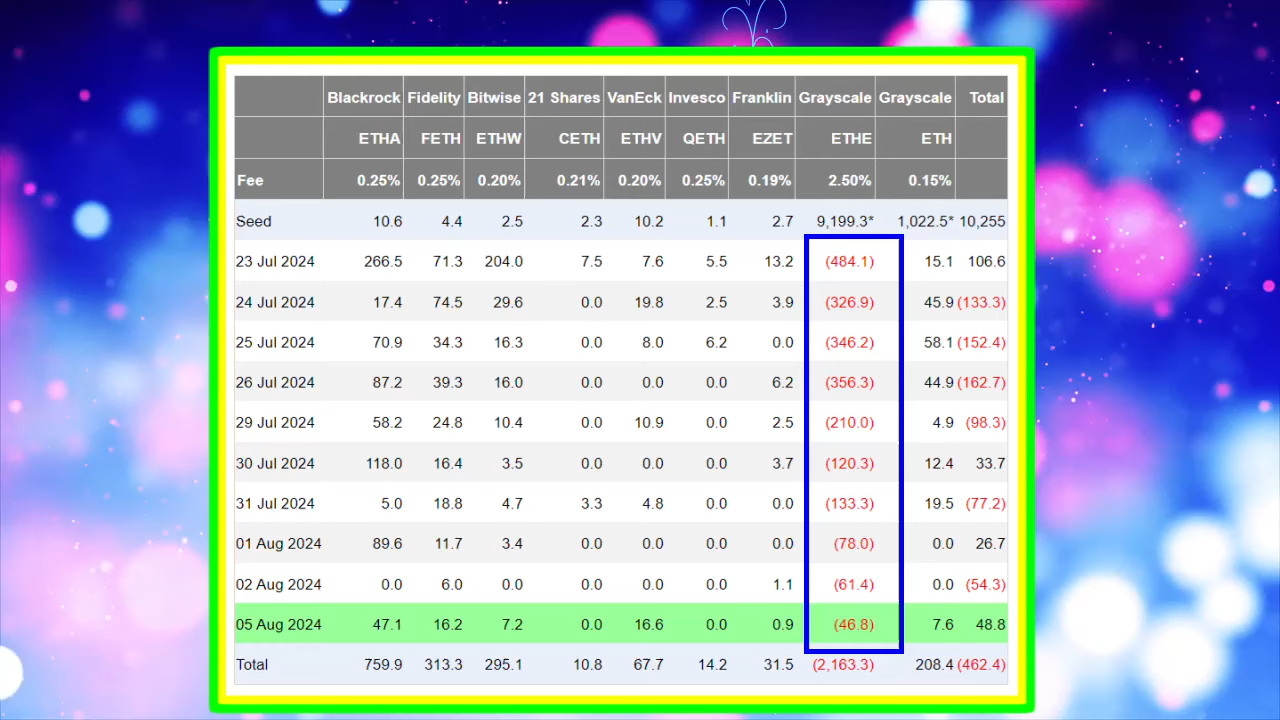 Blackrock Fidelity Bitwise 21 Shares VanEck Invesco Franklin Grayscale Grayscale Total
ETHA FETH ETHW CETH ETHV QETH EZET ETHE ETH
Fee 0.25% 0.25% 0.20% 0.21% 0.20% 0.25% 0.19% 2.50% 0.15%
Seed 10.6 4.4 2.5 2.3 10.2 1.1 2.7 9,199.3* 1,022.5* 10,255
23 Jul 2024 266.5 71.3 204.0 7.5 7.6 5.5 13.2 (484.1) 15.1 106.6
24 Jul 2024 17.4 74.5 29.6 0.0 19.8 2.5 3.9 (326.9) 45.9 (133.3)
25 Jul 2024 70.9 34.3 16.3 0.0 8.0 6.2 0.0 (346.2) 58.1 (152.4)
26 Jul 2024 87.2 39.3 16.0 0.0 0.0 0.0 6.2 (356.3) 44.9 (162.7)
29 Jul 2024 58.2 24.8 10.4 0.0 10.9 0.0 2.5 (210.0) 4.9 (98.3)
30 Jul 2024 118.0 16.4 3.5 0.0 0.0 0.0 3.7 (120.3) 12.4 33.7
31 Jul 2024 5.0 18.8 4.7 3.3 4.8 0.0 0.0 (133.3) 19.5 (77.2)
01 Aug 2024 89.6 11.7 3.4 0.0 0.0 0.0 0.0 (78.0) 0.0 26.7
02 Aug 2024 0.0 6.0 0.0 0.0 0.0 0.0 1.1 (61.4) 0.0 (54.3)
05 Aug 2024 47.1 16.2 7.2 0.0 16.6 0.0 0.9 (46.8) 7.6 48.8
Total 759.9 313.3 295.1 10.8 67.7 14.2 31.5 (2,163.3) 208.4 (462.4)